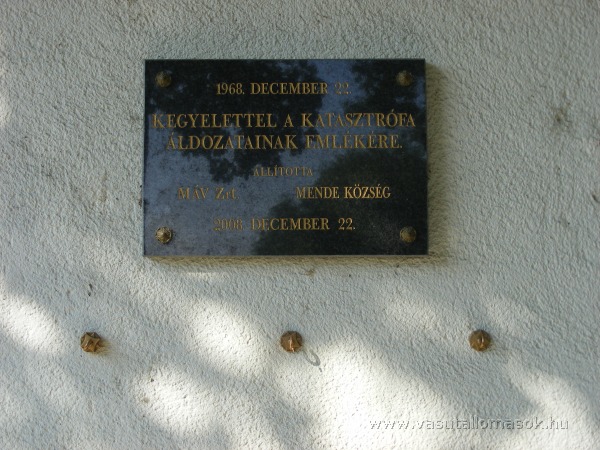 1968. DECEMBER 22.
KEGYELETTEL A KATASZTRÓFA
ÁLDOZATAINAK EMLÉKÉRE.
ÁLLÍTOTTA
MÁV Zrt. MENDE KÖZSÉG
2008. DECEMBER 22.
www.vasutallomasok.hu